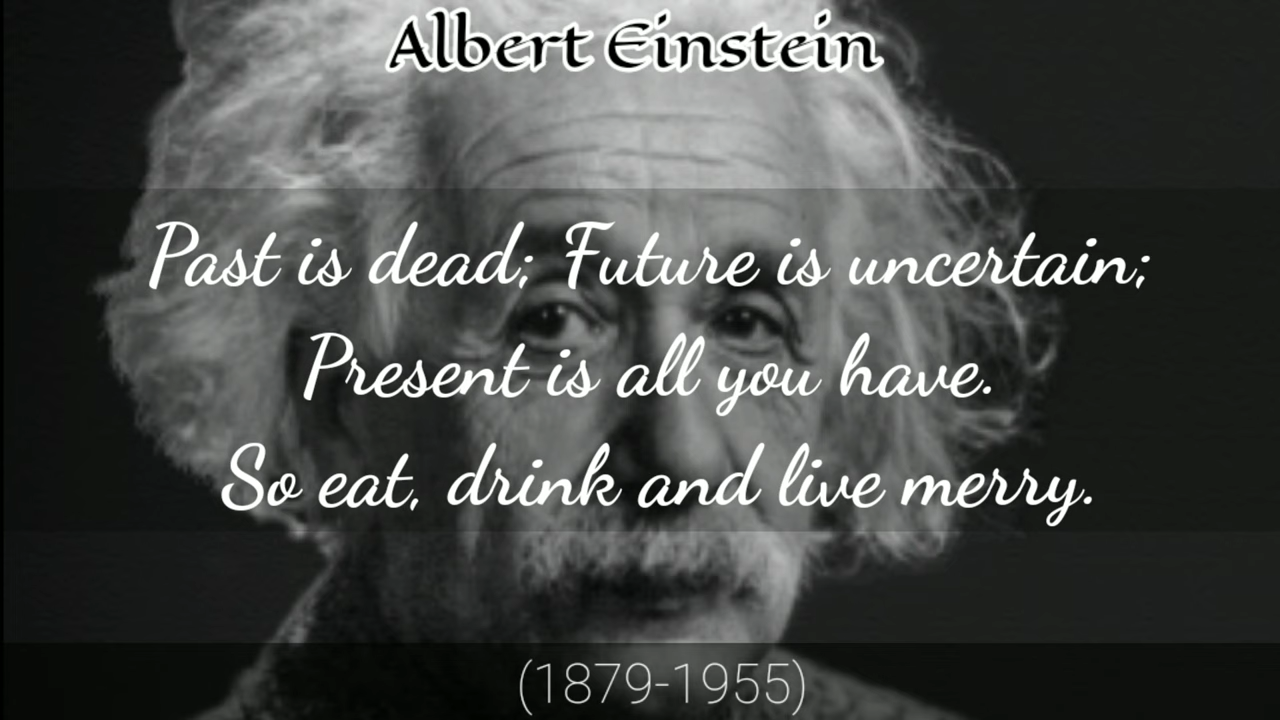 Albert Einstein
Past is dead; Future is uncertain;
Present is all you have.
So eat, drink and live merry.
(1879-1955)